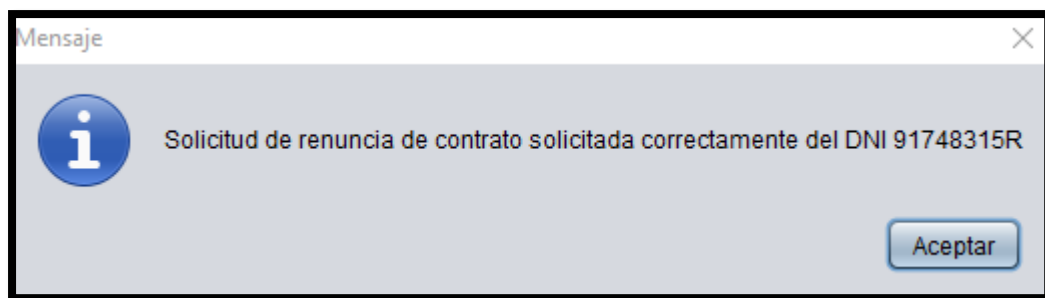 Mensaje
Solicitud de renuncia de contrato solicitada correctamente del DNI 91748315R
Aceptar